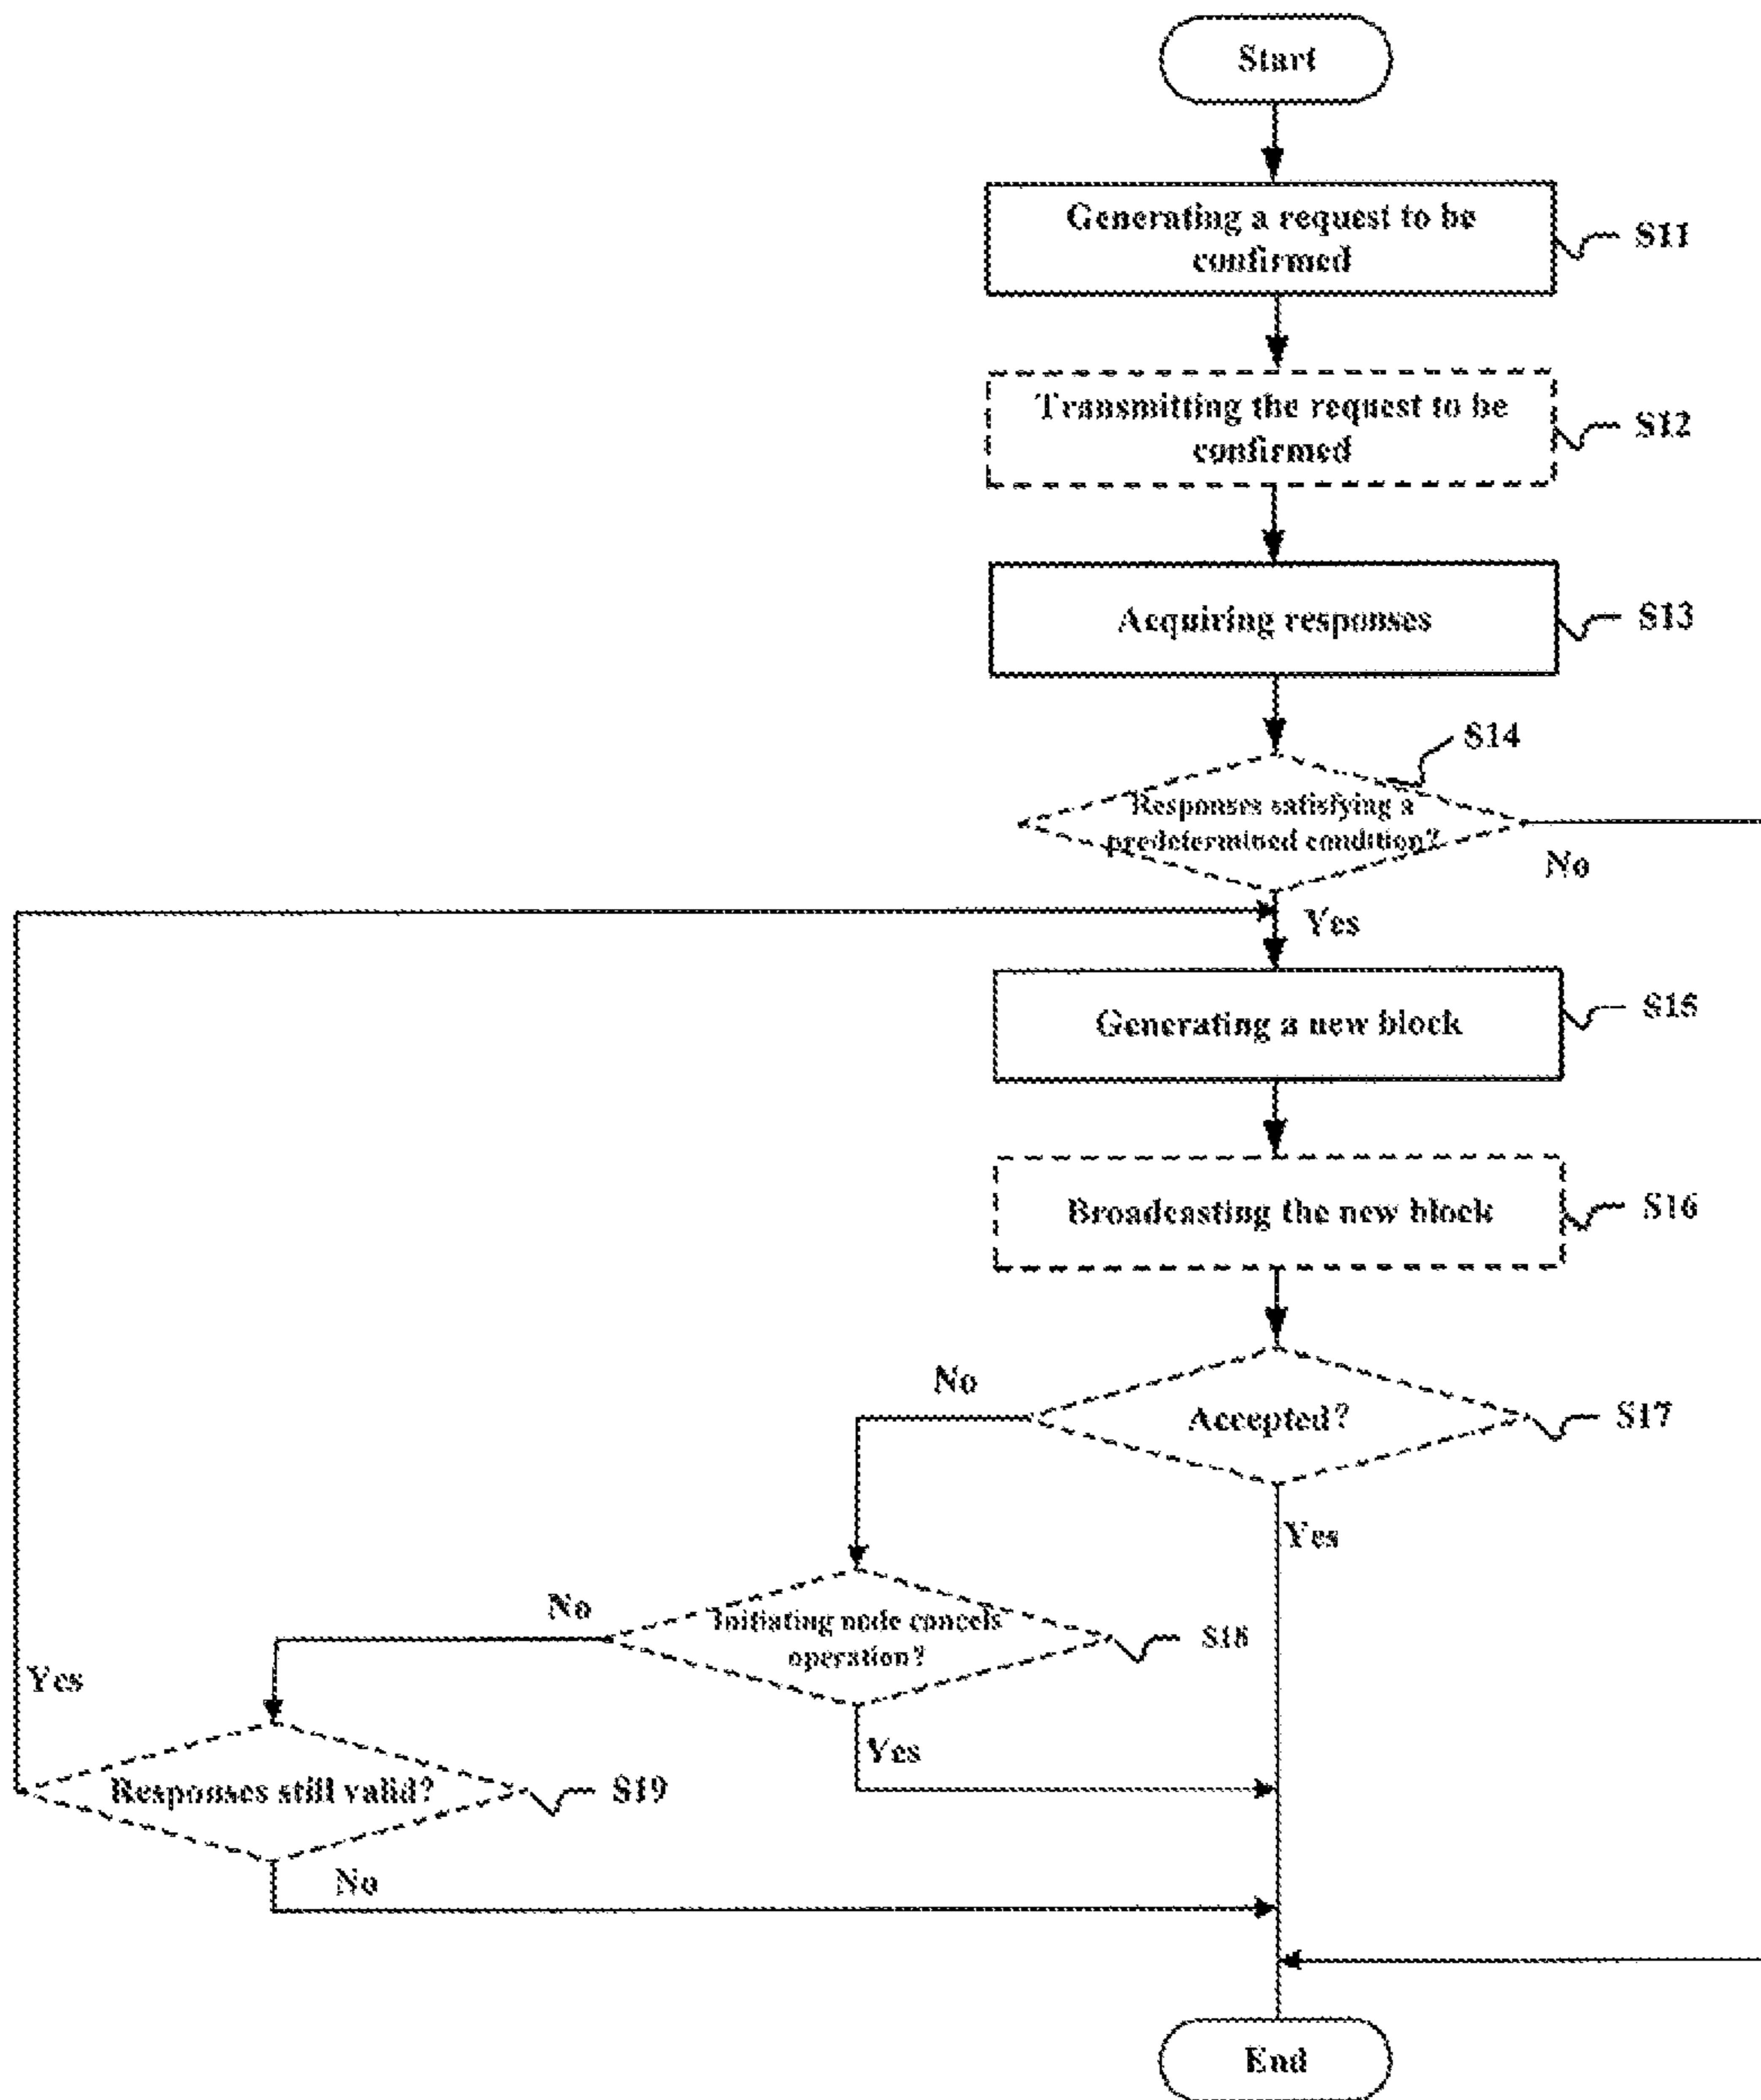 Start
Generating a request to be
confirmed
S11
Transmitting the request to be
confirmed
S12
Acquiring responses
S13
S14
Responses satisfying a
predetermined condition?
No
Yes
Generating a new block
S15
Broadcasting the new block
S16
No
Accepted?
S17
Yes
No
Initiating node cancels
operation?
S18
Yes
Yes
Responses still valid?
S19
No
End